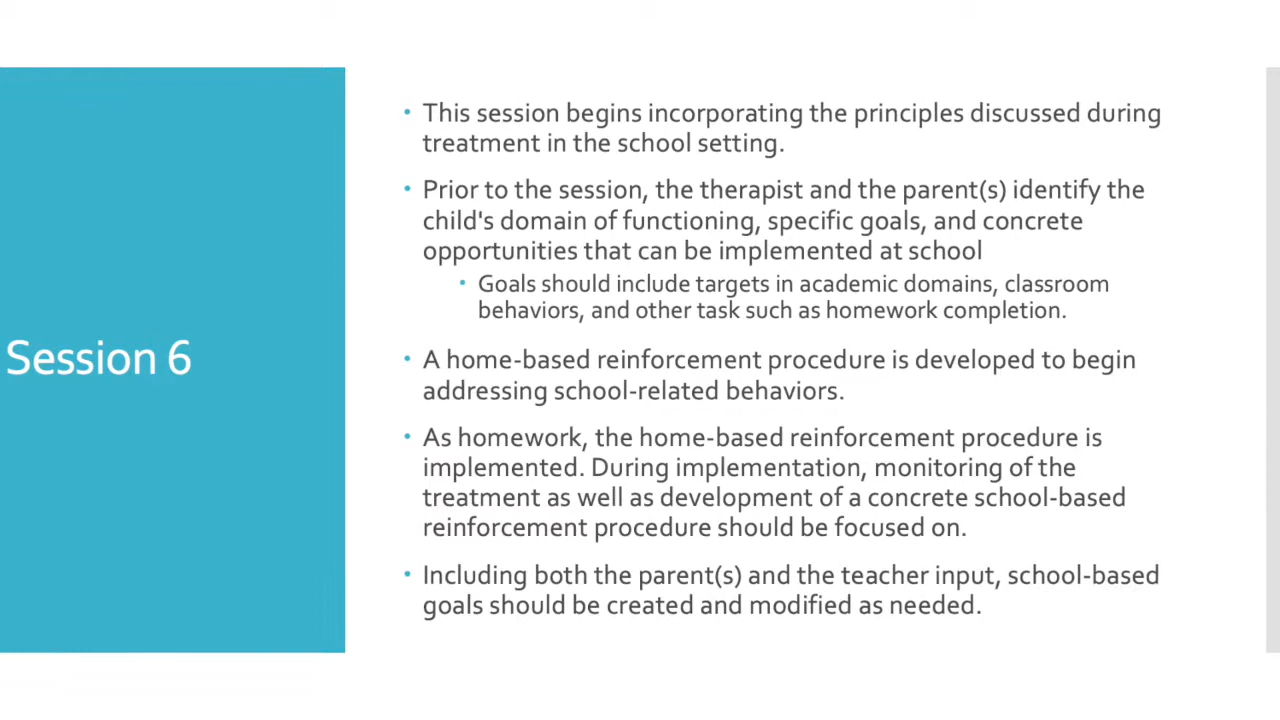 Session 6
• This session begins incorporating the principles discussed during
treatment in the school setting.
• Prior to the session, the therapist and the parent(s) identify the
child's domain of functioning, specific goals, and concrete
opportunities that can be implemented at school
• Goals should include targets in academic domains, classroom
behaviors, and other task such as homework completion.
• A home-based reinforcement procedure is developed to begin
addressing school-related behaviors.
• As homework, the home-based reinforcement procedure is
implemented. During implementation, monitoring of the
treatment as well as development of a concrete school-based
reinforcement procedure should be focused on.
• Including both the parent(s) and the teacher input, school-based
goals should be created and modified as needed.